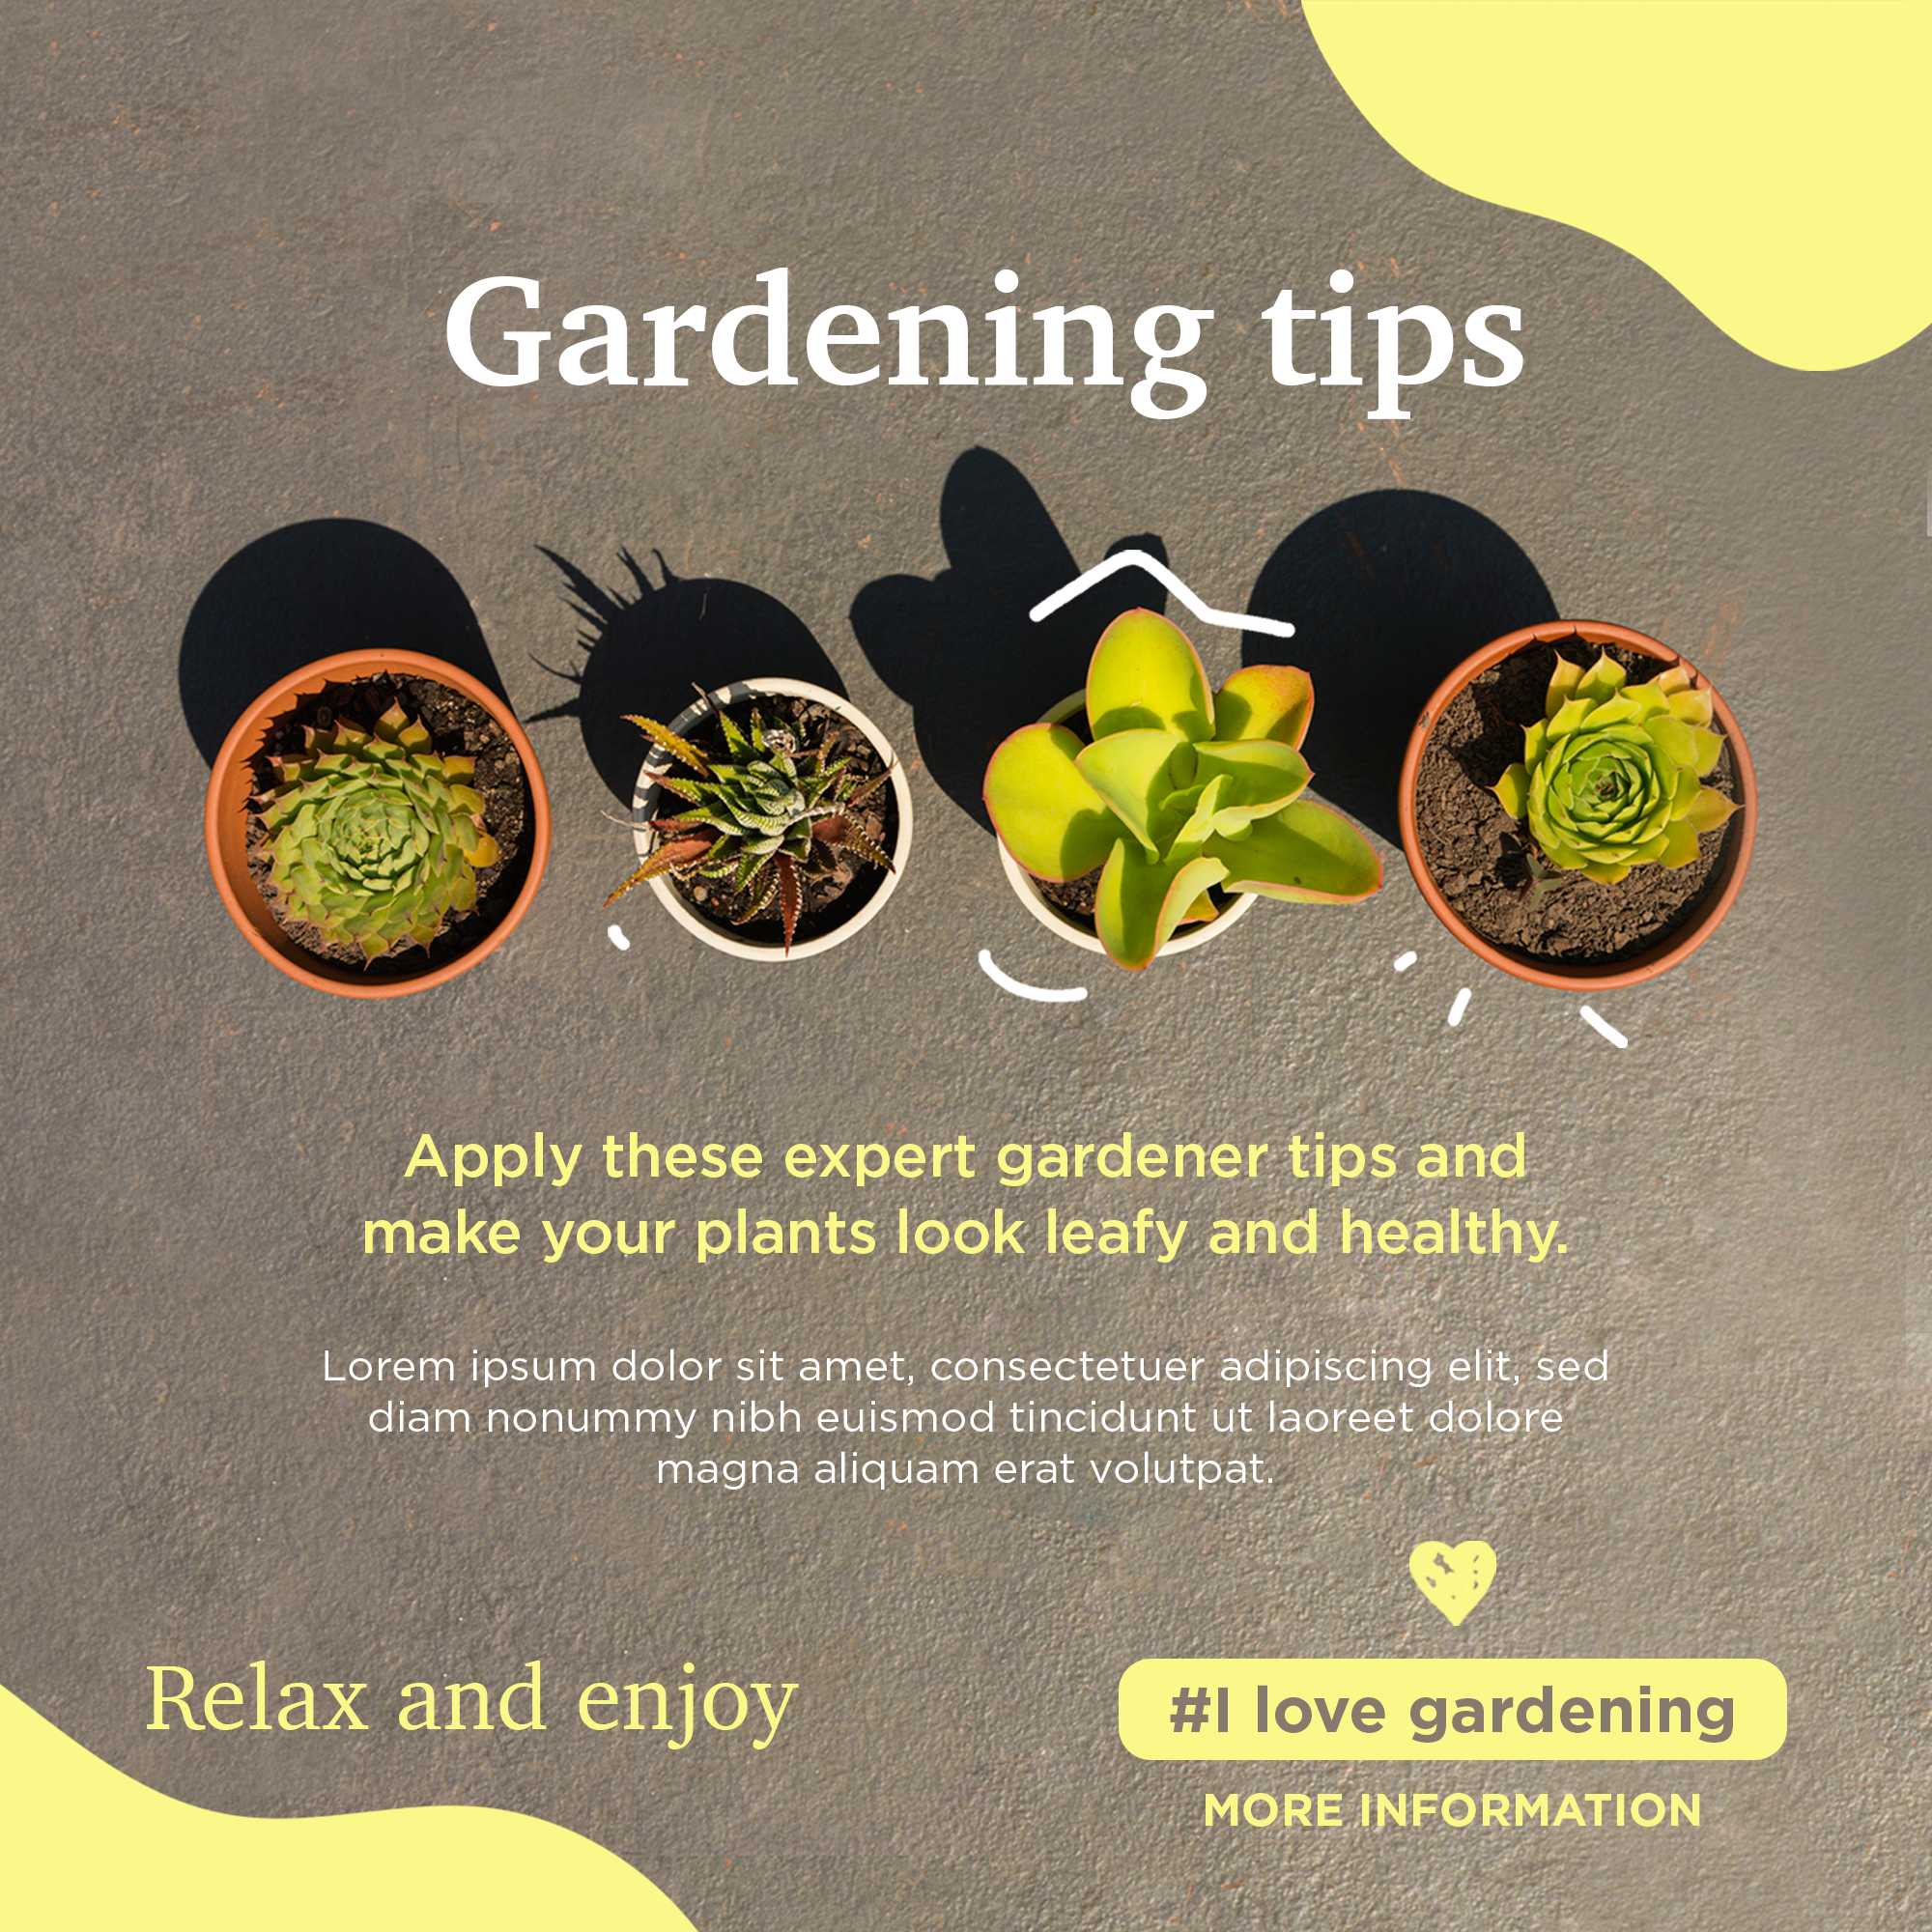 Gardening tips
Apply these expert gardener tips and
make your plants look leafy and healthy.
Lorem ipsum dolor sit amet, consectetuer adipiscing elit, sed
diam nonummy nibh euismod tincidunt ut laoreet dolore
magna aliquam erat volutpat.
Relax and enjoy
#I love gardening
MORE INFORMATION